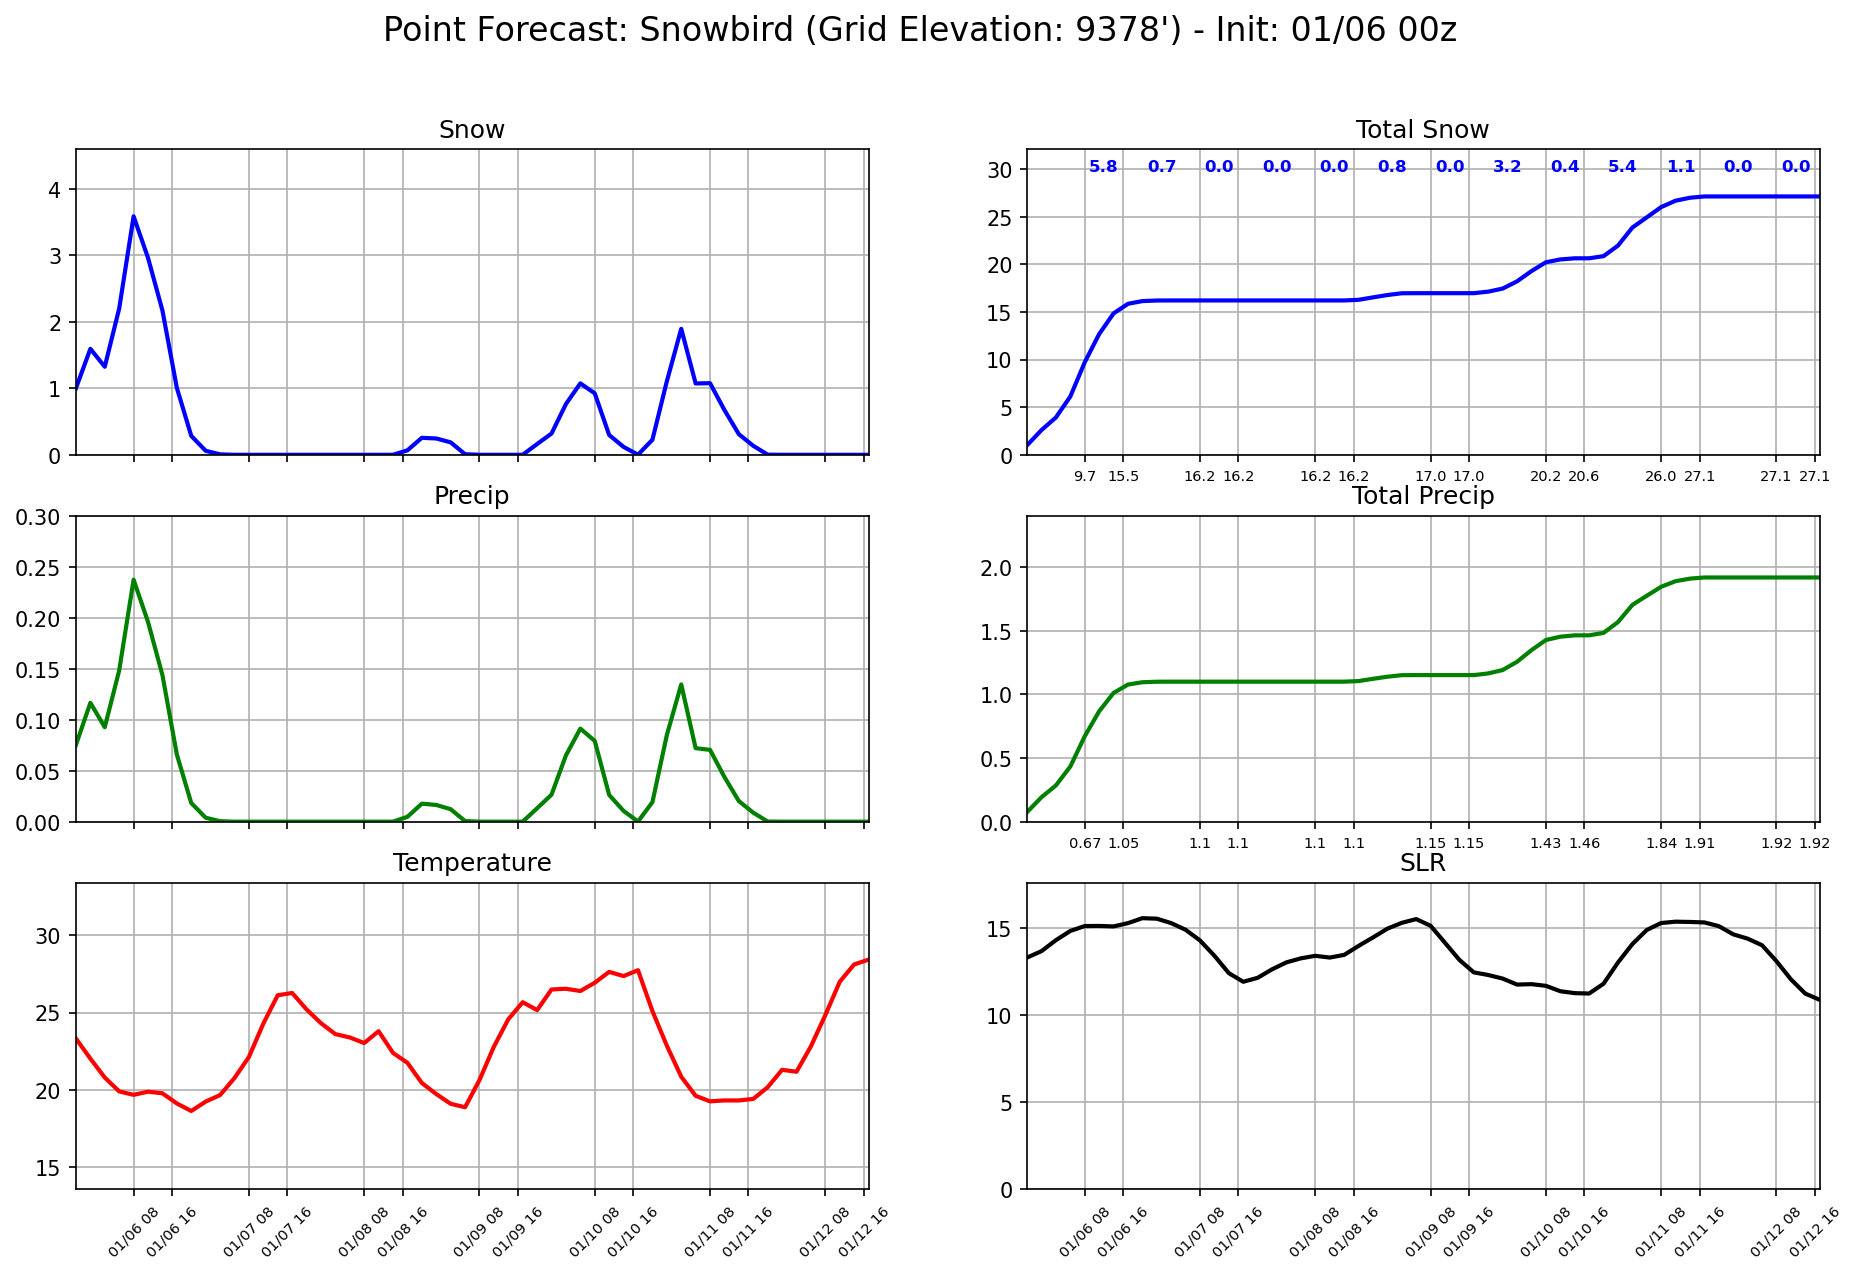 Point Forecast: Snowbird (Grid Elevation: 9378') - Init: 01/06 00z
Snow
4
3
2
1
0
Total Snow
5.8 0.7 0.0 0.0 0.0 0.8 0.0 3.2 0.4 5.4 1.1 0.0 0.0
30
25
20
15
10
5
0
9.7 15.5 16.2 16.2 16.2 16.2 17.0 17.0 20.2 20.6 26.0 27.1 27.1 27.1
Precip
0.30
0.25
0.20
0.15
0.10
0.05
0.00
Total Precip
2.0
1.5
1.0
0.5
0.0
0.67 1.05 1.1 1.1 1.1 1.1 1.15 1.15 1.43 1.46 1.84 1.91 1.92 1.92
Temperature
30
25
20
15
01/06 08 01/06 16 01/07 08 01/07 16 01/08 08 01/08 16 01/09 08 01/09 16 01/10 08 01/10 16 01/11 08 01/11 16 01/12 08 01/12 16
SLR
15
10
5
0
01/06 08 01/06 16 01/07 08 01/07 16 01/08 08 01/08 16 01/09 08 01/09 16 01/10 08 01/10 16 01/11 08 01/11 16 01/12 08 01/12 16